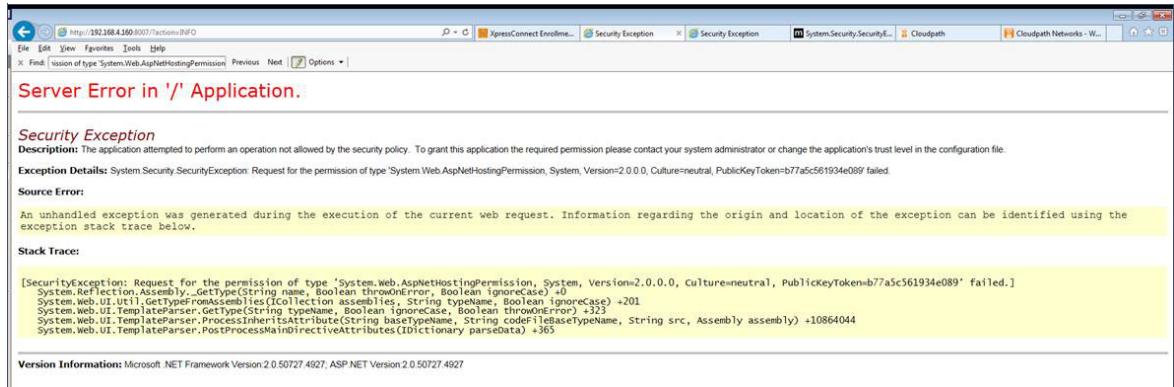 http://192.168.4.160:8007/?action=INFO
XpressConnect Enrollme...
Security Exception
Security Exception
System.Security.SecurityE...
Cloudpath
Cloudpath Networks - W...
File Edit View Favorites Tools Help
× Find: ission of type 'System.Web.AspNetHostingPermission Previous Next Options
Server Error in '/' Application.
Security Exception
Description: The application attempted to perform an operation not allowed by the security policy. To grant this application the required permission please contact your system administrator or change the application's trust level in the configuration file.
Exception Details: System.Security.SecurityException: Request for the permission of type 'System.Web.AspNetHostingPermission, System, Version=2.0.0.0, Culture=neutral, PublicKeyToken=b77a5c561934e089' failed.
Source Error:
An unhandled exception was generated during the execution of the current web request. Information regarding the origin and location of the exception can be identified using the
exception stack trace below.
Stack Trace:
[SecurityException: Request for the permission of type 'System.Web.AspNetHostingPermission, System, Version=2.0.0.0, Culture=neutral, PublicKeyToken=b77a5c561934e089' failed.]
System.Reflection.Assembly._GetType(String name, Boolean throwOnError, Boolean ignoreCase) +0
System.Web.UI.Util.GetTypeFromAssemblies(ICollection assemblies, String typeName, Boolean ignoreCase) +201
System.Web.UI.TemplateParser.GetType(String typeName, Boolean ignoreCase, Boolean throwOnError) +323
System.Web.UI.TemplateParser.ProcessInheritsAttribute(String baseTypeName, String codeFileBaseTypeName, String src, Assembly assembly) +10864044
System.Web.UI.TemplateParser.PostProcessMainDirectiveAttributes(IDictionary parseData) +365
Version Information: Microsoft .NET Framework Version:2.0.50727.4927; ASP.NET Version:2.0.50727.4927